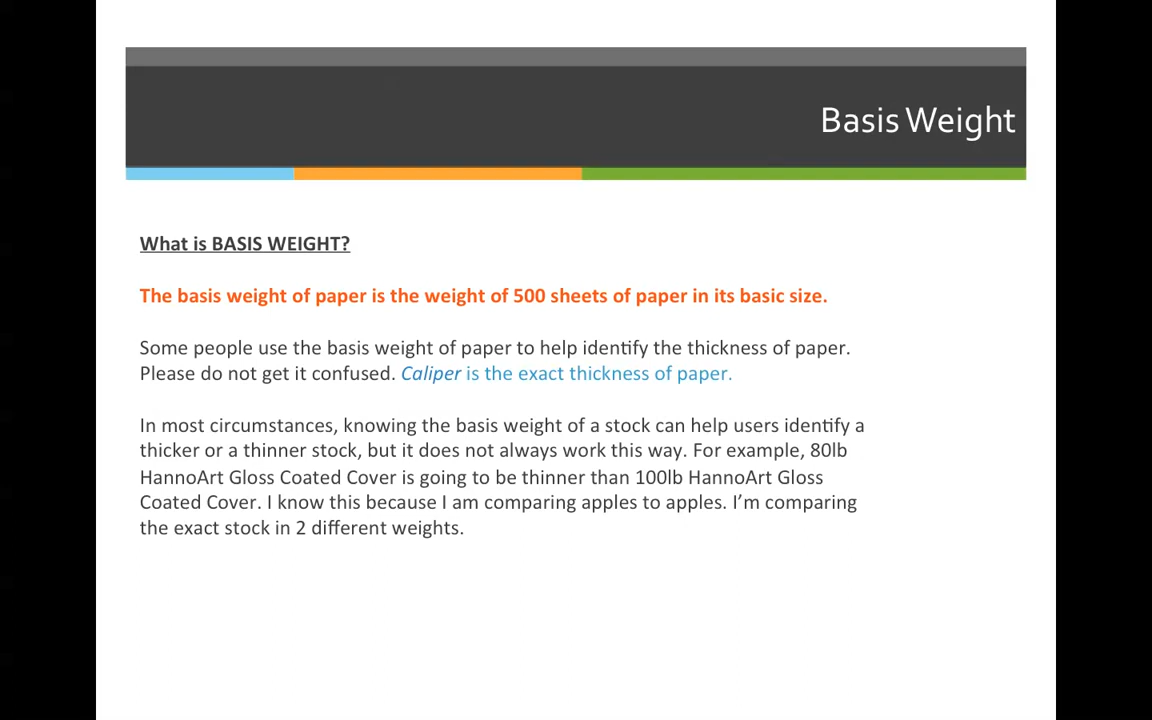 Basis Weight
What is BASIS WEIGHT?
The basis weight of paper is the weight of 500 sheets of paper in its basic size.
Some people use the basis weight of paper to help identify the thickness of paper.
Please do not get it confused. Caliper is the exact thickness of paper.
In most circumstances, knowing the basis weight of a stock can help users identify a
thicker or a thinner stock, but it does not always work this way. For example, 80lb
HannoArt Gloss Coated Cover is going to be thinner than 100lb HannoArt Gloss
Coated Cover. I know this because I am comparing apples to apples. I’m comparing
the exact stock in 2 different weights.